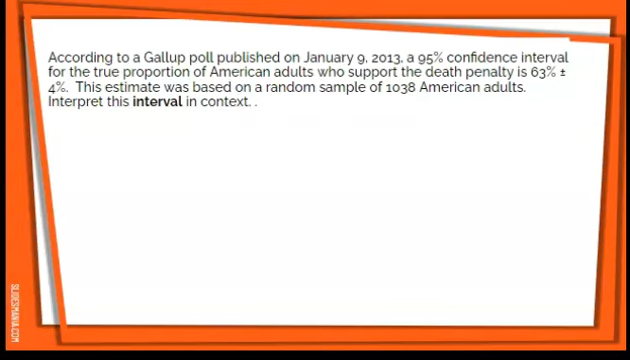 According to a Gallup poll published on January 9, 2013, a 95% confidence interval
for the true proportion of American adults who support the death penalty is 63% ±
4%. This estimate was based on a random sample of 1038 American adults.
Interpret this interval in context. .
SLIDESMANIA.COM